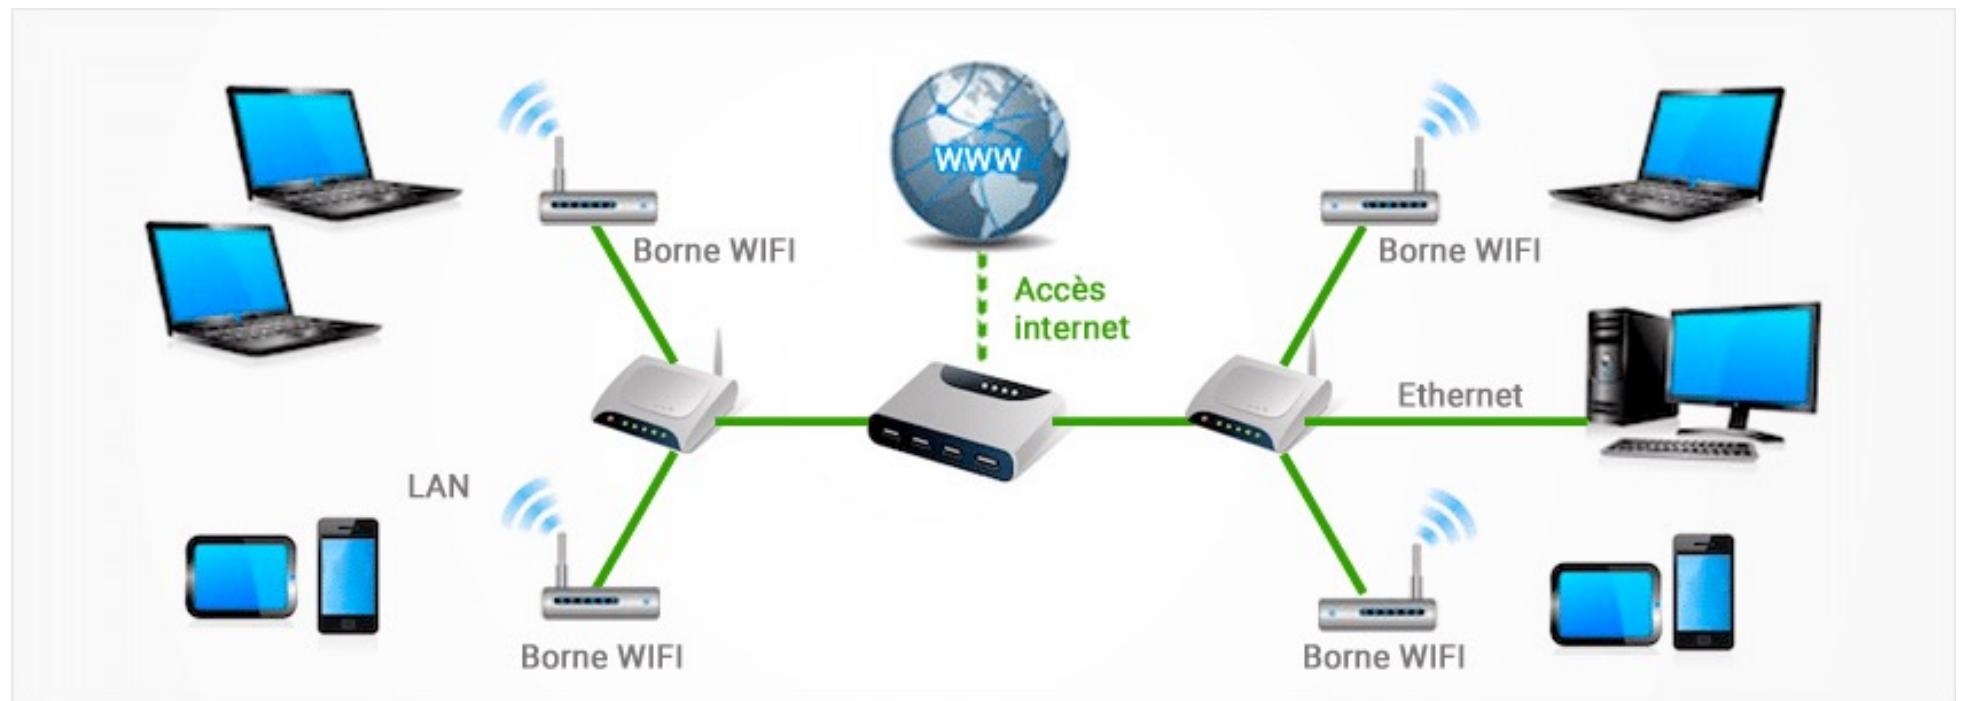 WWW
Borne WIFI
Borne WIFI
Accès
internet
Ethernet
LAN
Borne WIFI
Borne WIFI